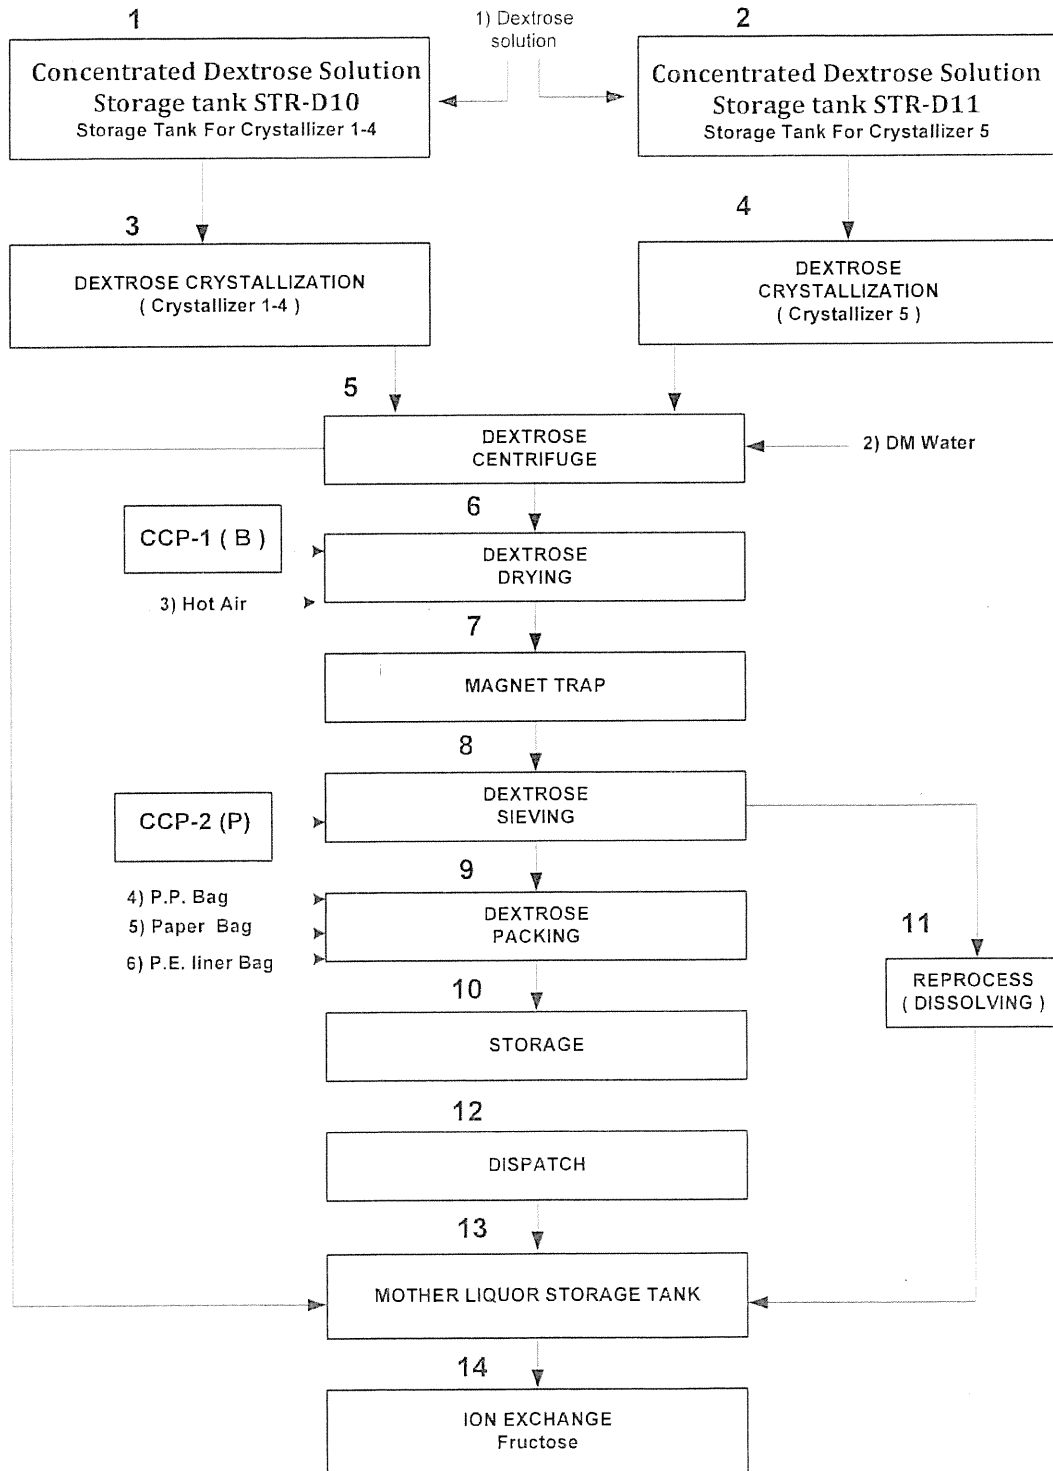 1
1) Dextrose
solution
2
Concentrated Dextrose Solution
Storage tank STR-D10
Storage Tank For Crystallizer 1-4
Concentrated Dextrose Solution
Storage tank STR-D11
Storage Tank For Crystallizer 5
3
4
DEXTROSE CRYSTALLIZATION
( Crystallizer 1-4 )
DEXTROSE
CRYSTALLIZATION
( Crystallizer 5 )
5
DEXTROSE
CENTRIFUGE
2) DM Water
6
CCP-1 ( B )
DEXTROSE
DRYING
3) Hot Air
7
MAGNET TRAP
8
CCP-2 (P)
DEXTROSE
SIEVING
9
4) P.P. Bag
5) Paper Bag
6) P.E. liner Bag
DEXTROSE
PACKING
11
REPROCESS
( DISSOLVING )
10
STORAGE
12
DISPATCH
13
MOTHER LIQUOR STORAGE TANK
14
ION EXCHANGE
Fructose